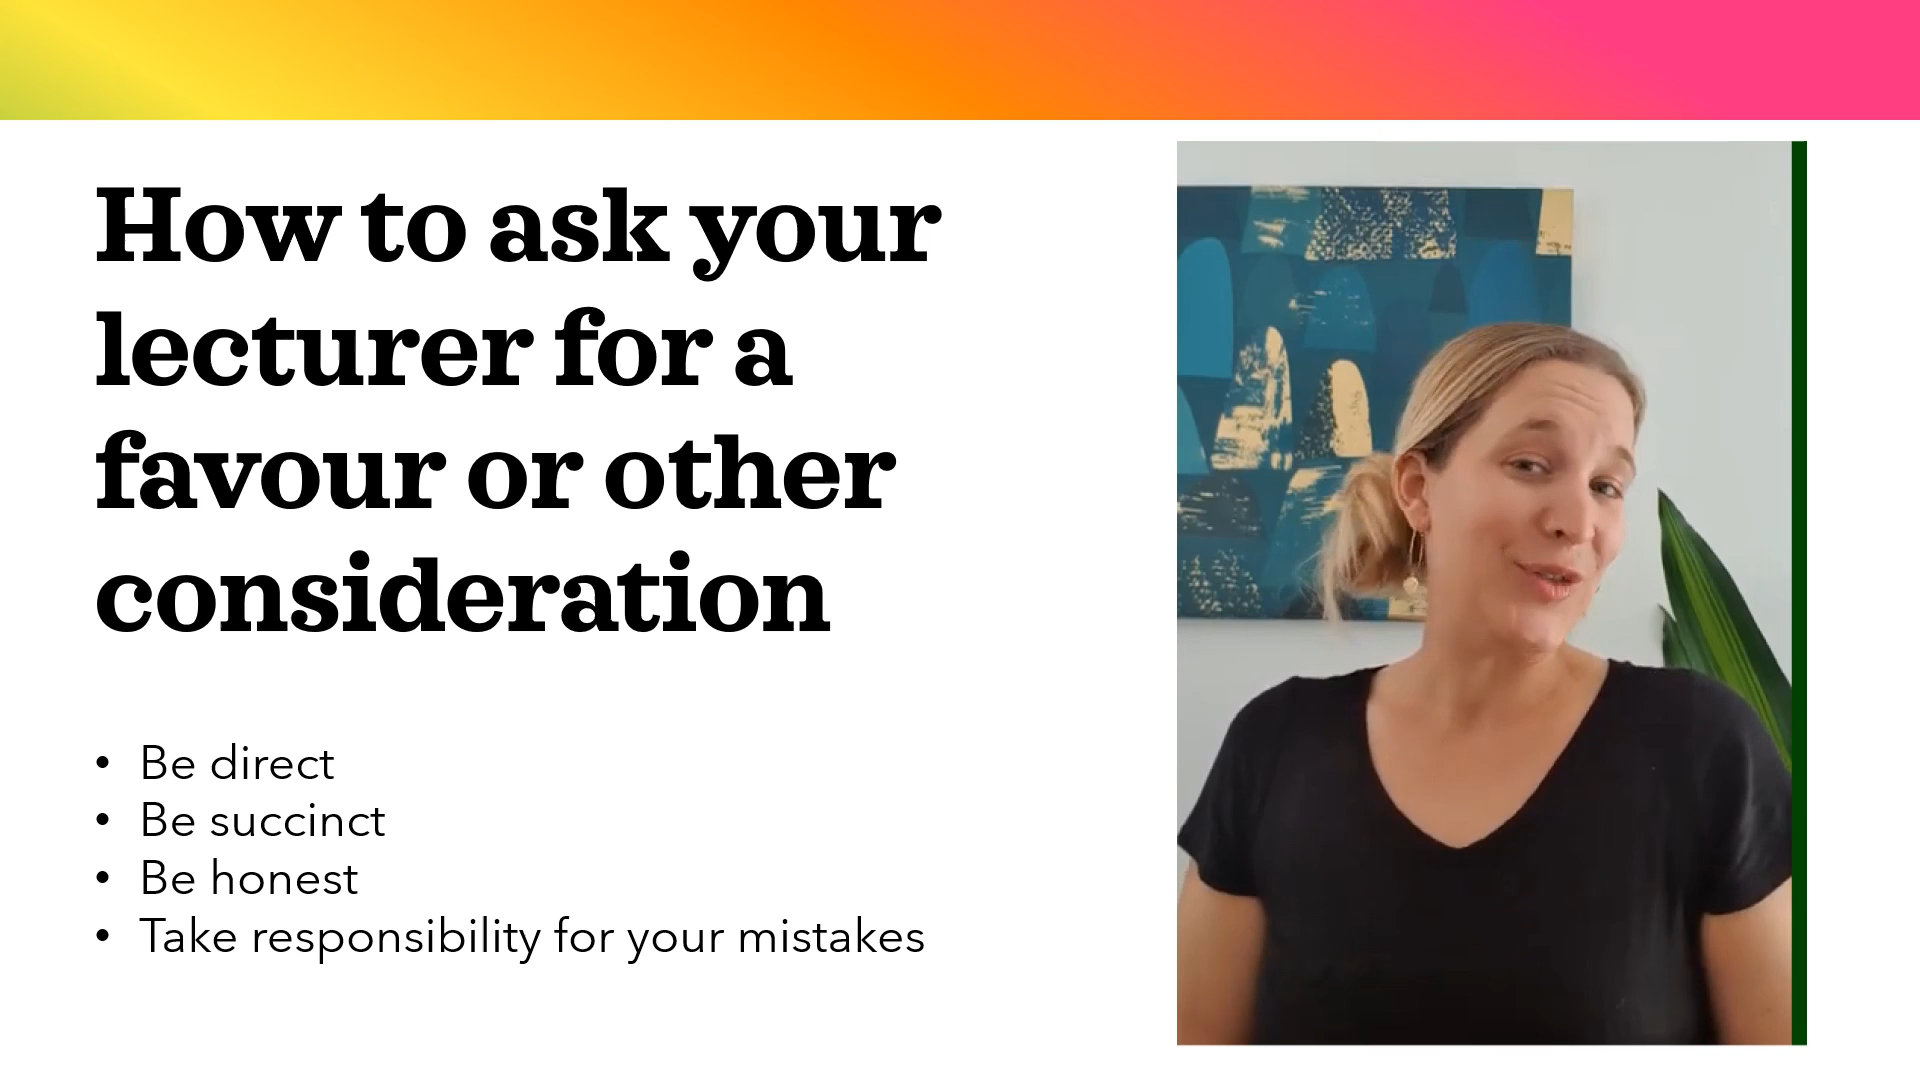 How to ask your
lecturer for a
favour or other
consideration
• Be direct
• Be succinct
• Be honest
• Take responsibility for your mistakes